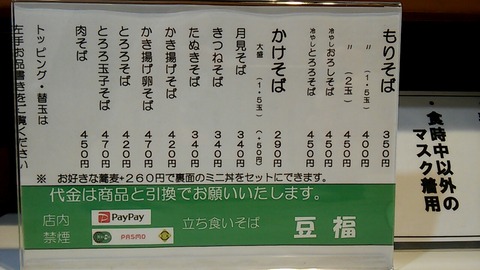 もりそば 350円
〃 (1・5玉) 400円
〃 (2玉) 450円
冷やしおろしそば 450円
冷やしとろろそば 450円
かけそば 290円
大盛 (1・5玉) (+50円)
月見そば 340円
きつねそば 340円
たぬきそば 340円
かき揚げそば 420円
かき揚げ卵そば 470円
とろろそば 420円
とろろ玉子そば 470円
肉そば 450円
トッピング・替玉は
左手お品書きをご覧ください
※ お好きな蕎麦+260円で裏面のミニ丼をセットにできます。
代金は商品と引換でお願いいたします。
店内
禁煙
PayPay
PASMO
立ち食いそば 豆福
・食時中以外の
マスク着用